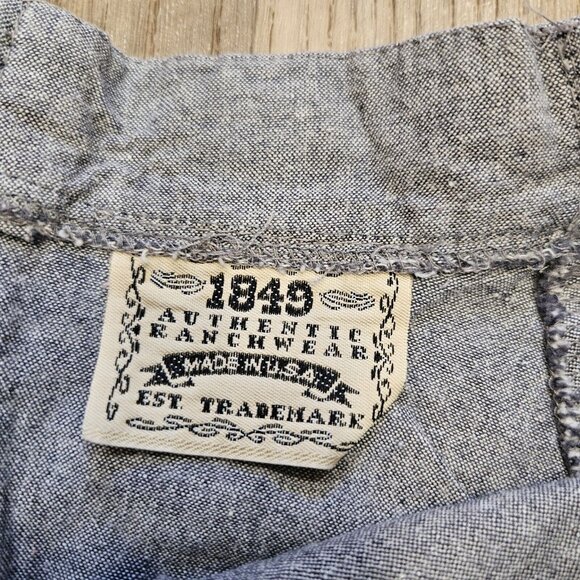 1849
AUTHENTIC
RANCHWEAR
MADE IN U.S.A.
EST. TRADEMARK